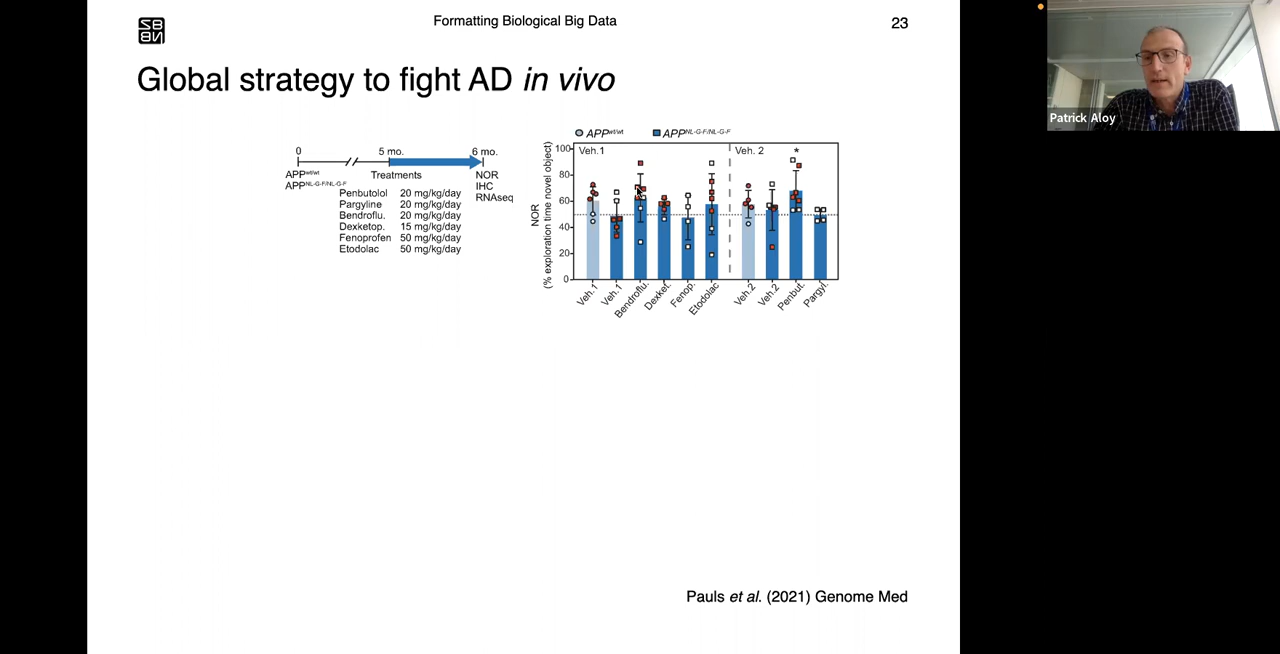 Formatting Biological Big Data
23
Global strategy to fight AD in vivo
0
5 mo.
6 mo.
APPwt/wt
APPNL-G-F/NL-G-F
Treatments
Penbutolol 20 mg/kg/day
Pargyline 20 mg/kg/day
Bendroflu. 20 mg/kg/day
Dexketop. 15 mg/kg/day
Fenoprofen 50 mg/kg/day
Etodolac 50 mg/kg/day
NOR
IHC
RNAseq
APPwt/wt
APPNL-G-F/NL-G-F
NOR
(% exploration time novel object)
100
80
60
40
20
0
Veh.1
Veh. 2
*
Veh.1
Veh.1
Bendroflu.
Dexket.
Fenop.
Etodolac
Veh.2
Veh.2
Penbut.
Pargyl.
Pauls et al. (2021) Genome Med
Patrick Aloy